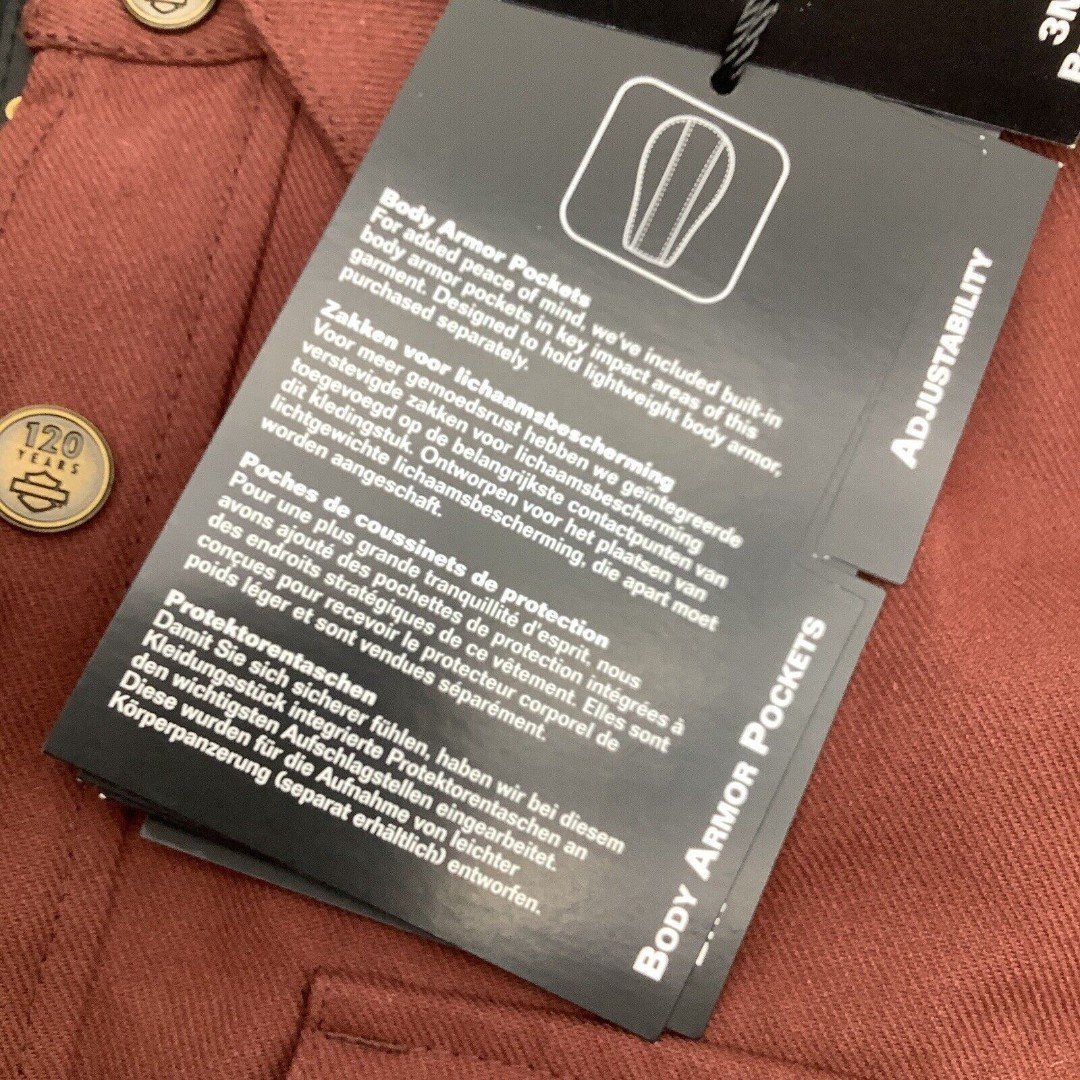 Body Armor Pockets
For added peace of mind, we've included built-in
body armor pockets in key impact areas of this
garment. Designed to hold lightweight body armor,
purchased separately.
Zakken voor lichaamsbescherming
Voor meer gemoedsrust hebben we geïntegreerde
verstevigde zakken voor lichaamsbescherming
toegevoegd op de belangrijkste contactpunten van
dit kledingstuk. Ontworpen voor het plaatsen van
lichtgewichte lichaamsbescherming, die apart moet
worden aangeschaft.
Poches de coussinets de protection
Pour une plus grande tranquillité d'esprit, nous
avons ajouté des pochettes de protection intégrées à
des endroits stratégiques de ce vêtement. Elles sont
conçues pour recevoir le protecteur corporel de
poids léger et sont vendues séparément.
Protektorentaschen
Damit Sie sich sicherer fühlen, haben wir bei diesem
Kleidungsstück integrierte Protektorentaschen an
den wichtigsten Aufschlagstellen eingearbeitet.
Diese wurden für die Aufnahme von leichter
Körperpanzerung (separat erhältlich) entworfen.
BODY ARMOR POCKETS
ADJUSTABILITY
120
YEARS